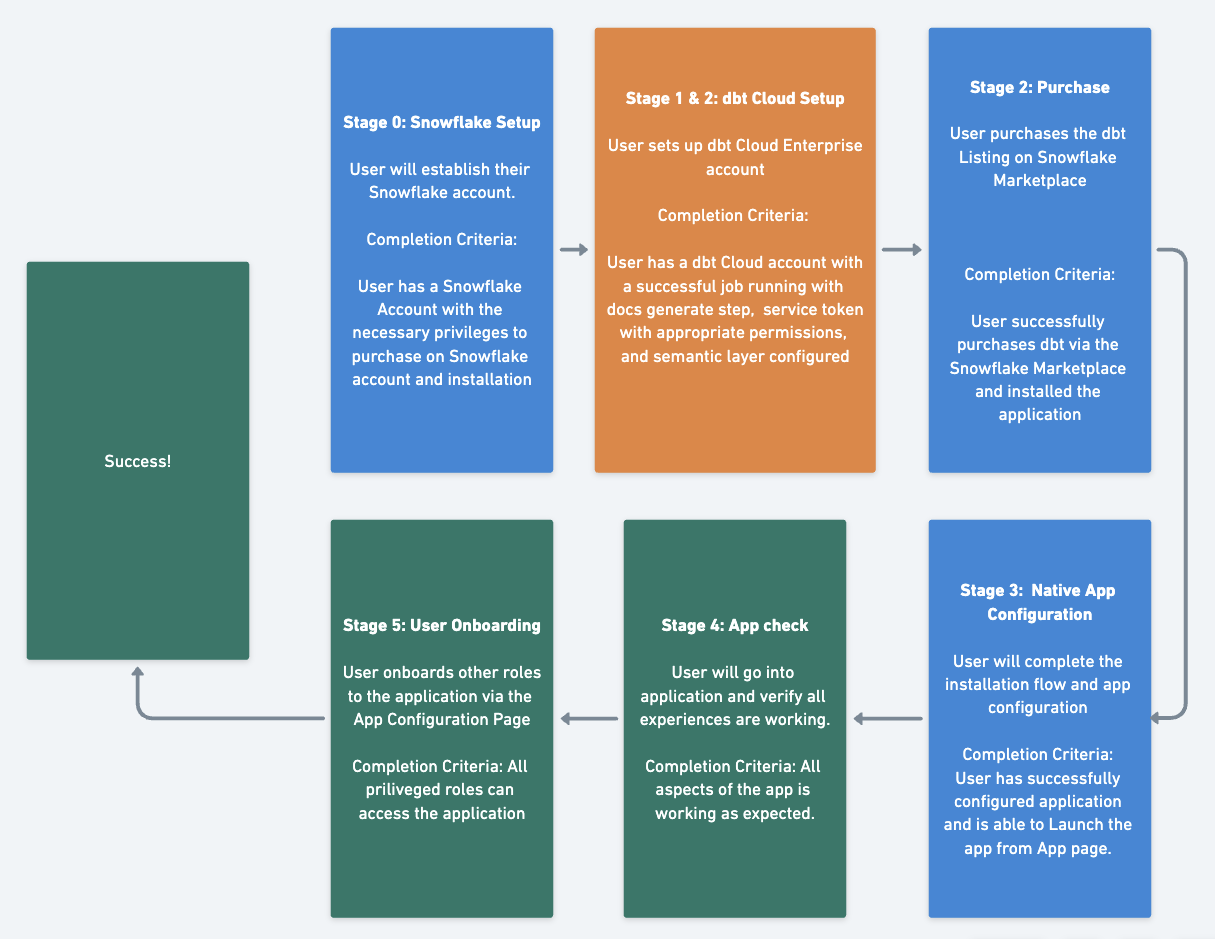 Stage 0: Snowflake Setup
User will establish their
Snowflake account.
Completion Criteria:
User has a Snowflake
Account with the
necessary privileges to
purchase on Snowflake
account and installation
Stage 1 & 2: dbt Cloud Setup
User sets up dbt Cloud Enterprise
account
Completion Criteria:
User has a dbt Cloud account with
a successful job running with
docs generate step,  service token
with appropriate permissions,
and semantic layer configured
Stage 2: Purchase
User purchases the dbt
Listing on Snowflake
Marketplace
Completion Criteria:
User successfully
purchases dbt via the
Snowflake Marketplace
and installed the
application
Stage 3:  Native App
Configuration
User will complete the
installation flow and app
configuration
Completion Criteria:
User has successfully
configured application
and is able to Launch the
app from App page.
Stage 4: App check
User will go into
application and verify all
experiences are working.
Completion Criteria: All
aspects of the app is
working as expected.
Stage 5: User Onboarding
User onboards other roles
to the application via the
App Configuration Page
Completion Criteria: All
priliveged roles can
access the application
Success!